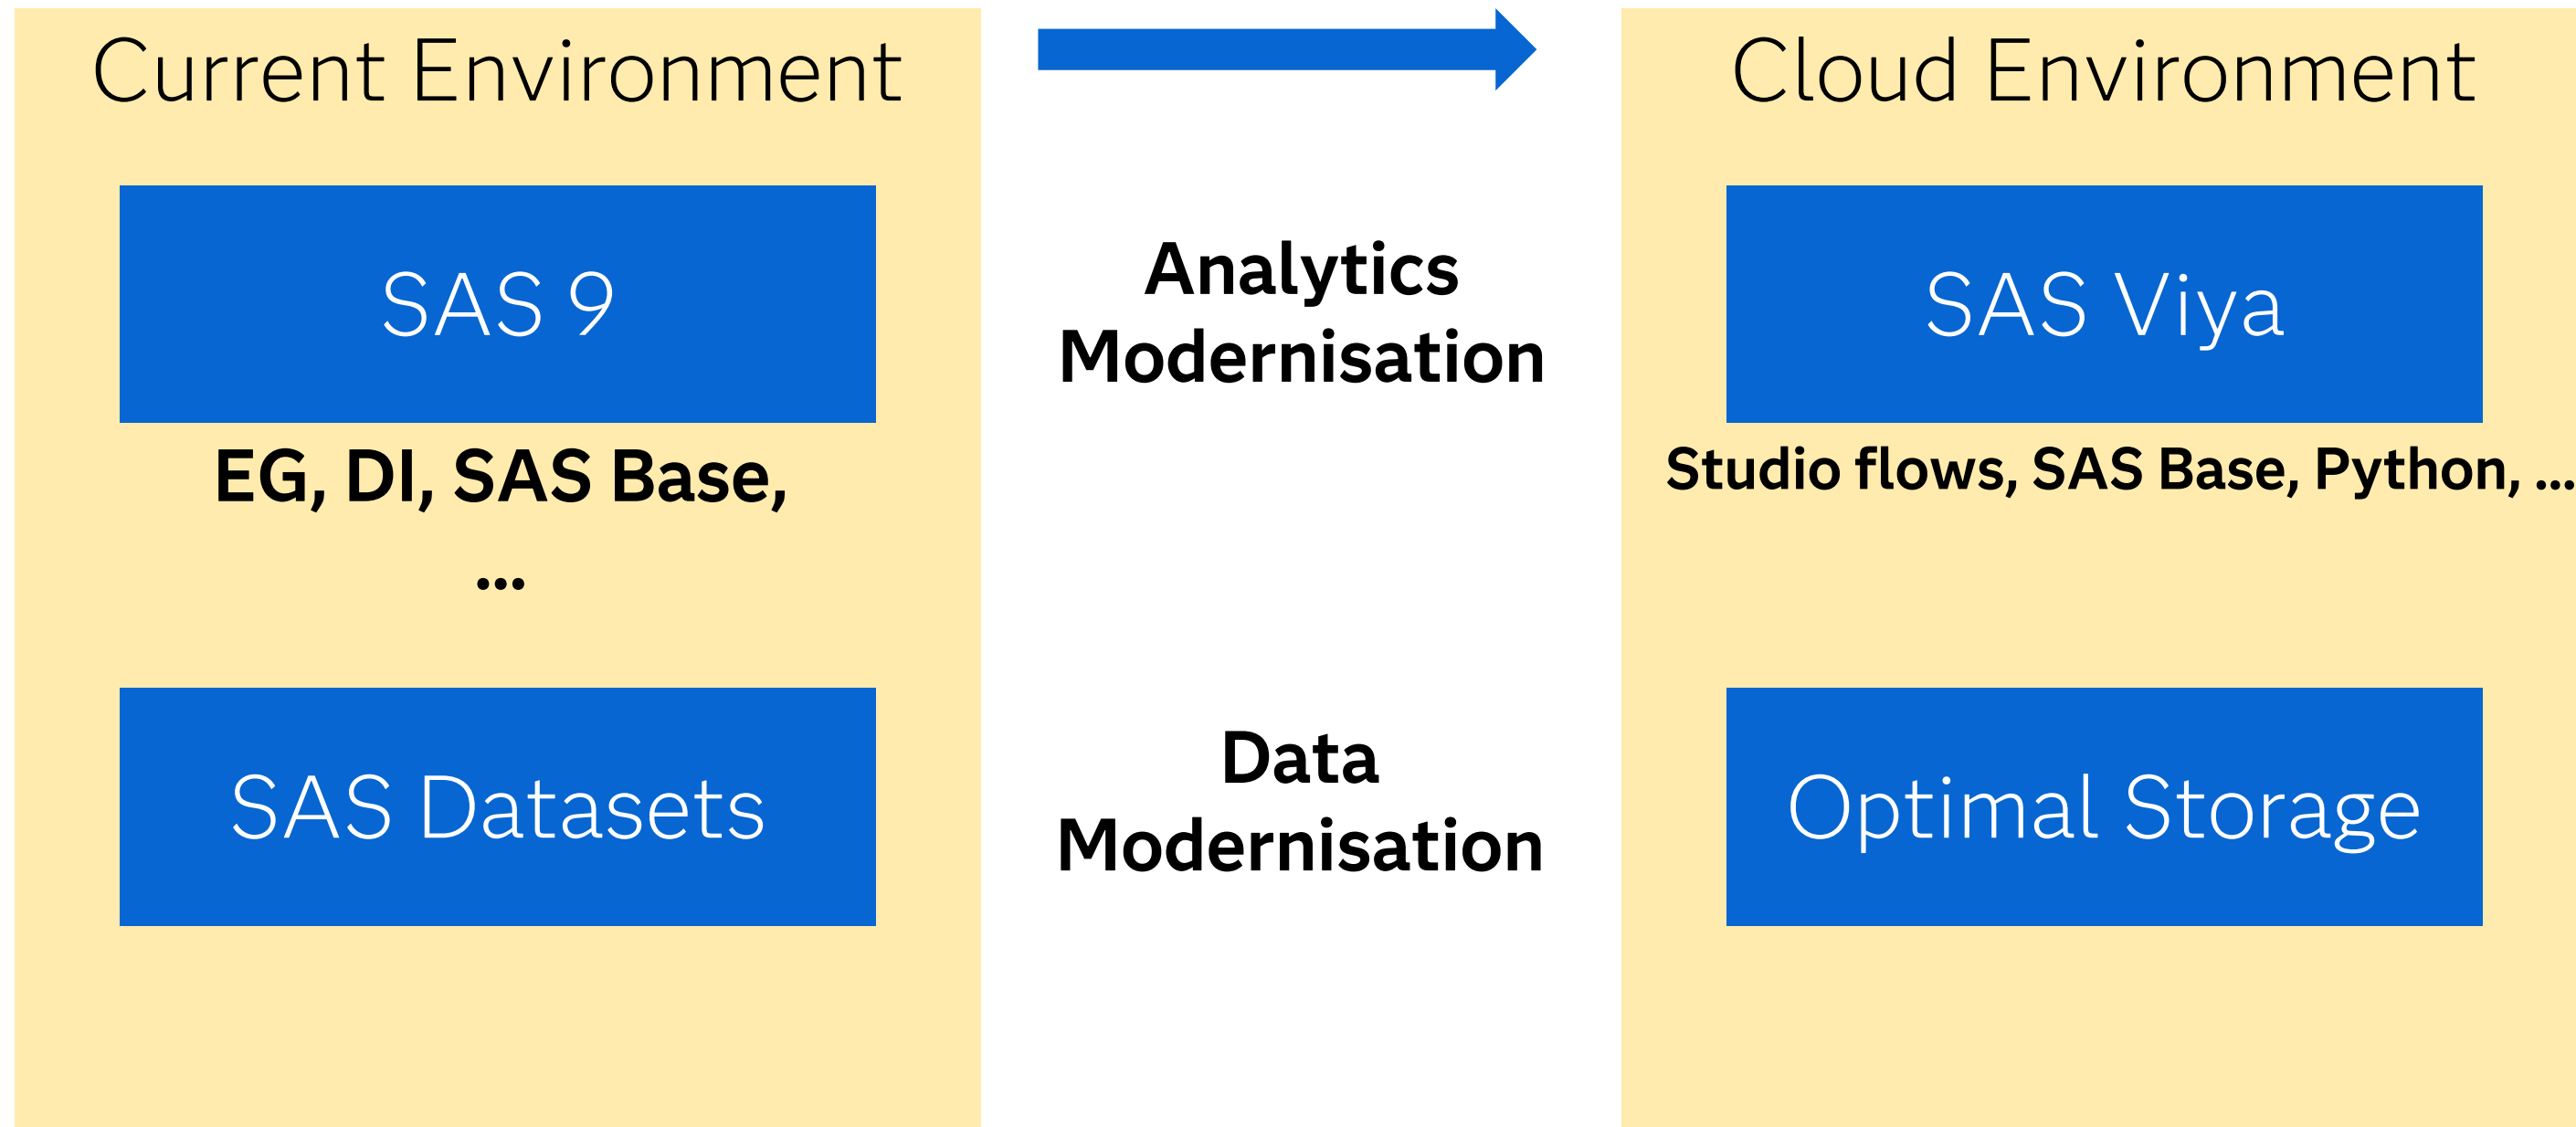 Current Environment
SAS 9
EG, DI, SAS Base,
...
SAS Datasets
Analytics
Modernisation
Data
Modernisation
Cloud Environment
SAS Viya
Studio flows, SAS Base, Python, ...
Optimal Storage